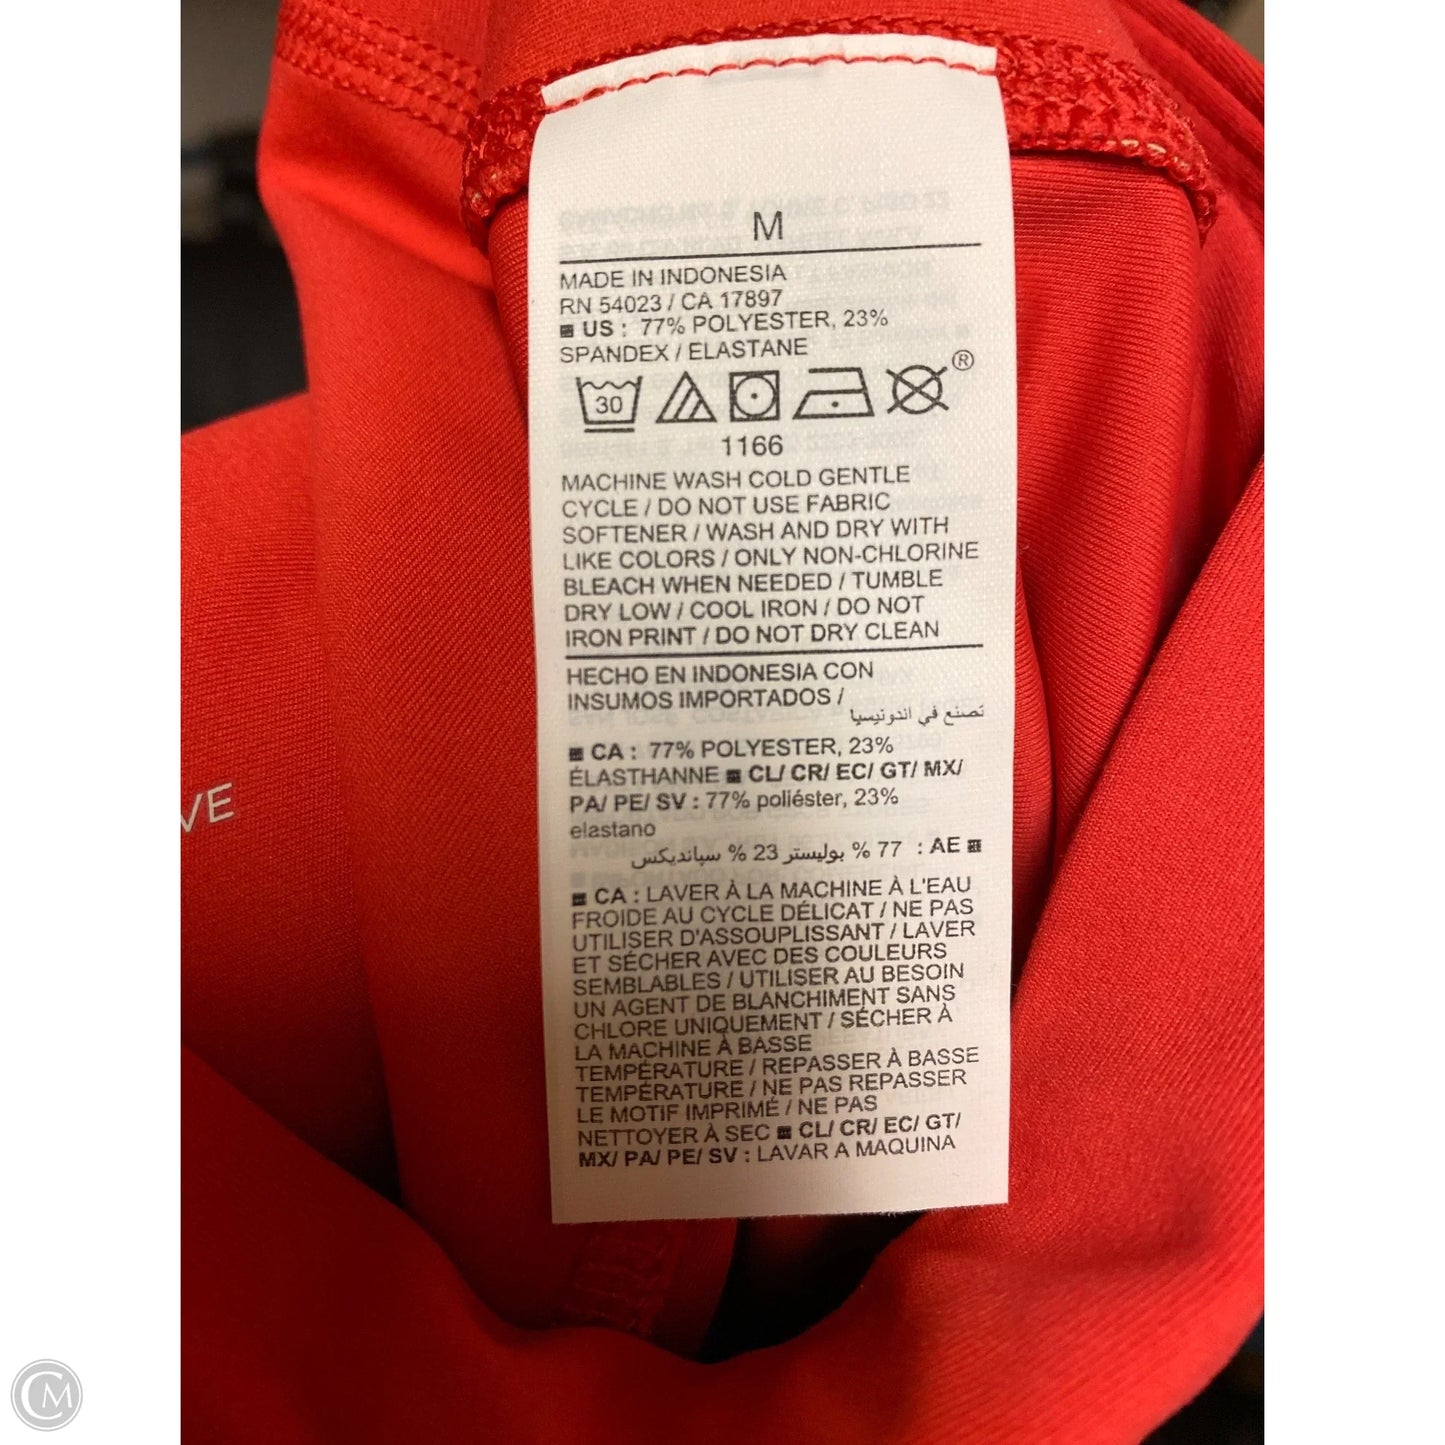 M
MADE IN INDONESIA
RN 54023 / CA 17897
US : 77% POLYESTER, 23%
SPANDEX / ELASTANE
30
®
1166
MACHINE WASH COLD GENTLE
CYCLE / DO NOT USE FABRIC
SOFTENER / WASH AND DRY WITH
LIKE COLORS / ONLY NON-CHLORINE
BLEACH WHEN NEEDED / TUMBLE
DRY LOW / COOL IRON / DO NOT
IRON PRINT / DO NOT DRY CLEAN
HECHO EN INDONESIA CON
INSUMOS IMPORTADOS /
تصنع في اندونيسيا
CA : 77% POLYESTER, 23%
ÉLASTHANNE CL/ CR/ EC/ GT/ MX/
PA/ PE/ SV : 77% poliéster, 23%
elastano
AE : 77 % بوليستر 23 % سبانديكس
CA : LAVER À LA MACHINE À L'EAU
FROIDE AU CYCLE DÉLICAT / NE PAS
UTILISER D'ASSOUPLISSANT / LAVER
ET SÉCHER AVEC DES COULEURS
SEMBLABLES / UTILISER AU BESOIN
UN AGENT DE BLANCHIMENT SANS
CHLORE UNIQUEMENT / SÉCHER À
LA MACHINE À BASSE
TEMPÉRATURE / REPASSER À BASSE
TEMPÉRATURE / NE PAS REPASSER
LE MOTIF IMPRIMÉ / NE PAS
NETTOYER À SEC CL/ CR/ EC/ GT/
MX/ PA/ PE/ SV : LAVAR A MAQUINA
VE
CM